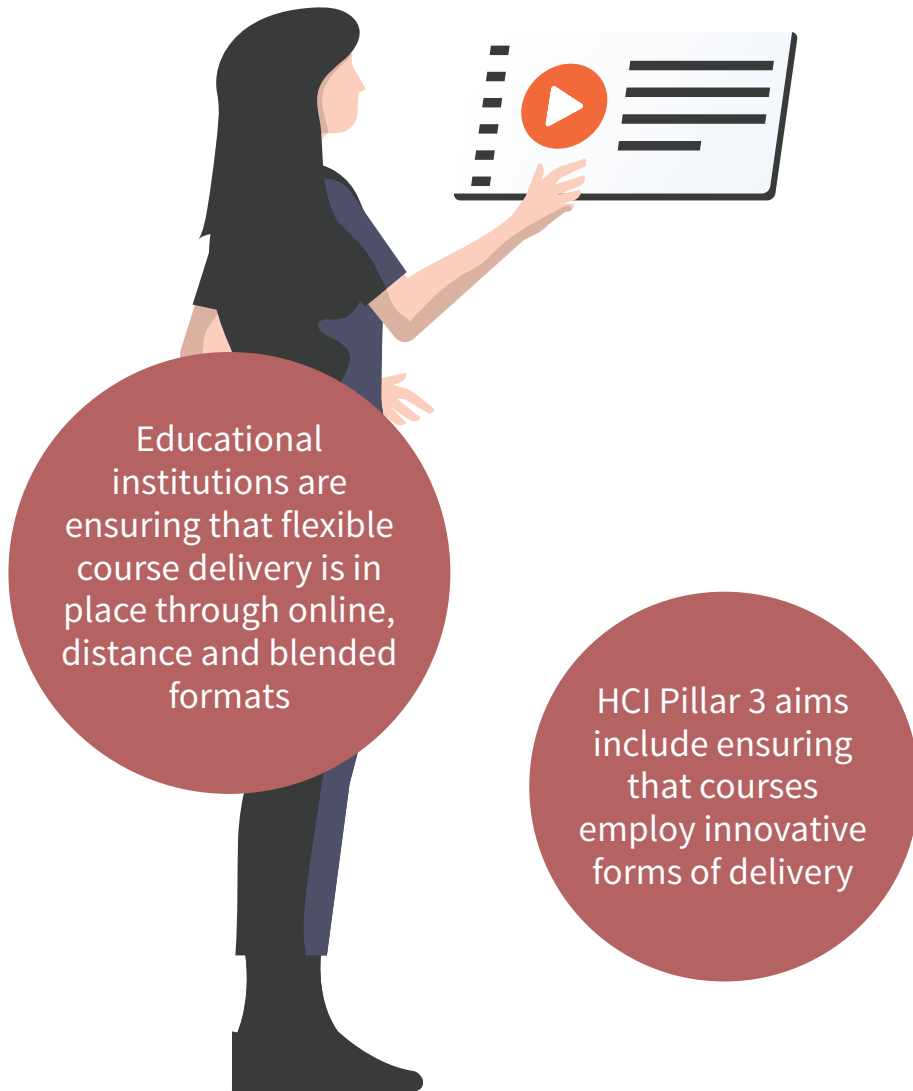 Educational
institutions are
ensuring that flexible
course delivery is in
place through online,
distance and blended
formats
HCI Pillar 3 aims
include ensuring
that courses
employ innovative
forms of delivery